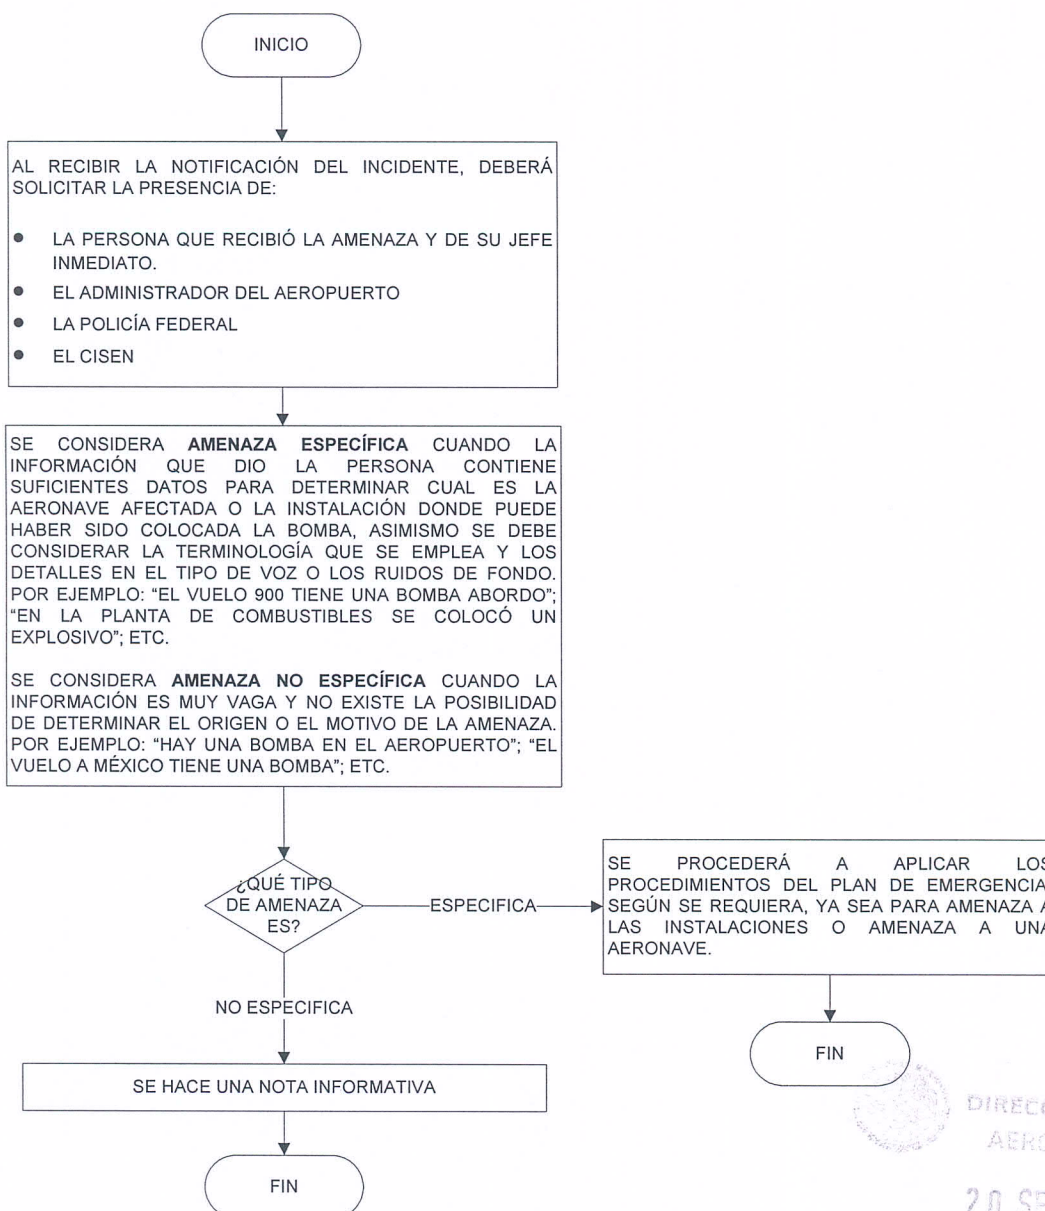 INICIO
AL RECIBIR LA NOTIFICACIÓN DEL INCIDENTE, DEBERÁ
SOLICITAR LA PRESENCIA DE:
● LA PERSONA QUE RECIBIÓ LA AMENAZA Y DE SU JEFE
INMEDIATO.
● EL ADMINISTRADOR DEL AEROPUERTO
● LA POLICÍA FEDERAL
● EL CISEN
SE CONSIDERA AMENAZA ESPECÍFICA CUANDO LA
INFORMACIÓN QUE DIO LA PERSONA CONTIENE
SUFICIENTES DATOS PARA DETERMINAR CUAL ES LA
AERONAVE AFECTADA O LA INSTALACIÓN DONDE PUEDE
HABER SIDO COLOCADA LA BOMBA, ASIMISMO SE DEBE
CONSIDERAR LA TERMINOLOGÍA QUE SE EMPLEA Y LOS
DETALLES EN EL TIPO DE VOZ O LOS RUIDOS DE FONDO.
POR EJEMPLO: “EL VUELO 900 TIENE UNA BOMBA ABORDO”;
“EN LA PLANTA DE COMBUSTIBLES SE COLOCÓ UN
EXPLOSIVO”; ETC.
SE CONSIDERA AMENAZA NO ESPECÍFICA CUANDO LA
INFORMACIÓN ES MUY VAGA Y NO EXISTE LA POSIBILIDAD
DE DETERMINAR EL ORIGEN O EL MOTIVO DE LA AMENAZA.
POR EJEMPLO: “HAY UNA BOMBA EN EL AEROPUERTO”; “EL
VUELO A MÉXICO TIENE UNA BOMBA”; ETC.
¿QUÉ TIPO
DE AMENAZA
ES?
ESPECIFICA
SE PROCEDERÁ A APLICAR LOS
PROCEDIMIENTOS DEL PLAN DE EMERGENCIA,
SEGÚN SE REQUIERA, YA SEA PARA AMENAZA A
LAS INSTALACIONES O AMENAZA A UNA
AERONAVE.
FIN
NO ESPECIFICA
SE HACE UNA NOTA INFORMATIVA
FIN
DIREC
AERO
20 SE